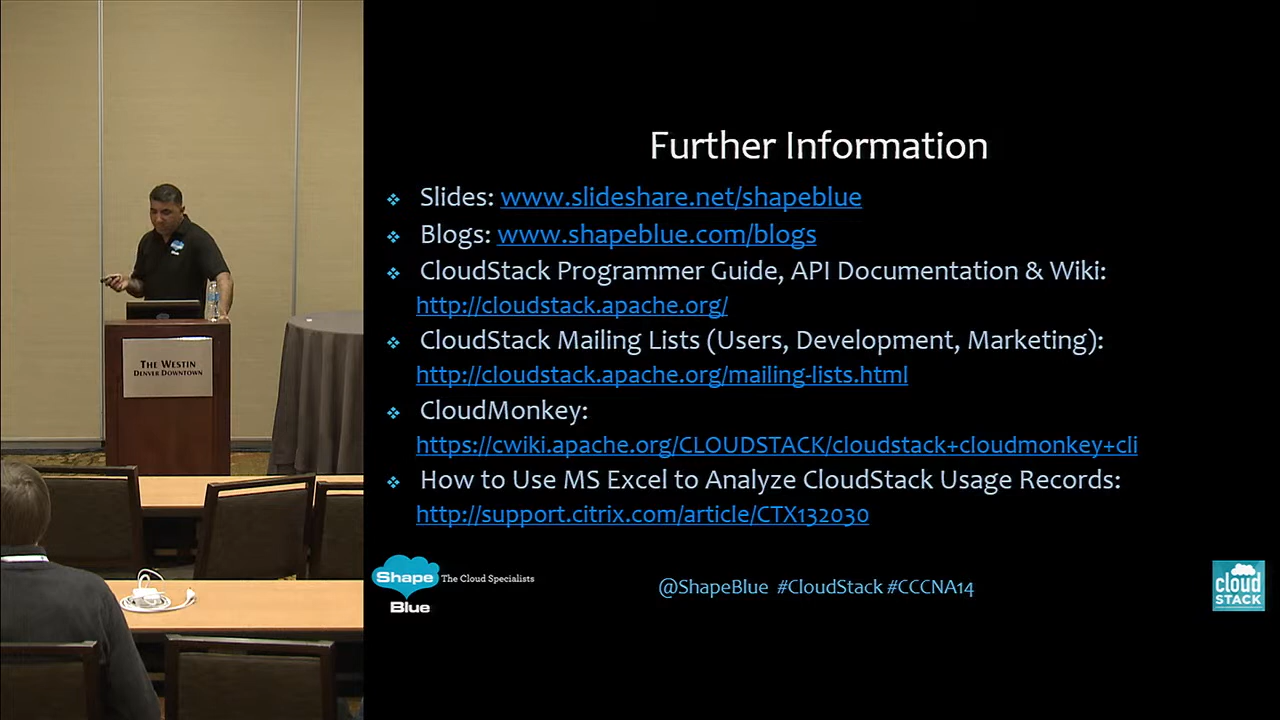 Further Information
Slides: www.slideshare.net/shapeblue
Blogs: www.shapeblue.com/blogs
CloudStack Programmer Guide, API Documentation & Wiki:
http://cloudstack.apache.org/
CloudStack Mailing Lists (Users, Development, Marketing):
http://cloudstack.apache.org/mailing-lists.html
CloudMonkey:
https://cwiki.apache.org/CLOUDSTACK/cloudstack+cloudmonkey+cli
How to Use MS Excel to Analyze CloudStack Usage Records:
http://support.citrix.com/article/CTX132030
Shape
Blue
The Cloud Specialists
@ShapeBlue #CloudStack #CCCNA14
cloud
STACK
THE WESTIN
DENVER DOWNTOWN
Blue